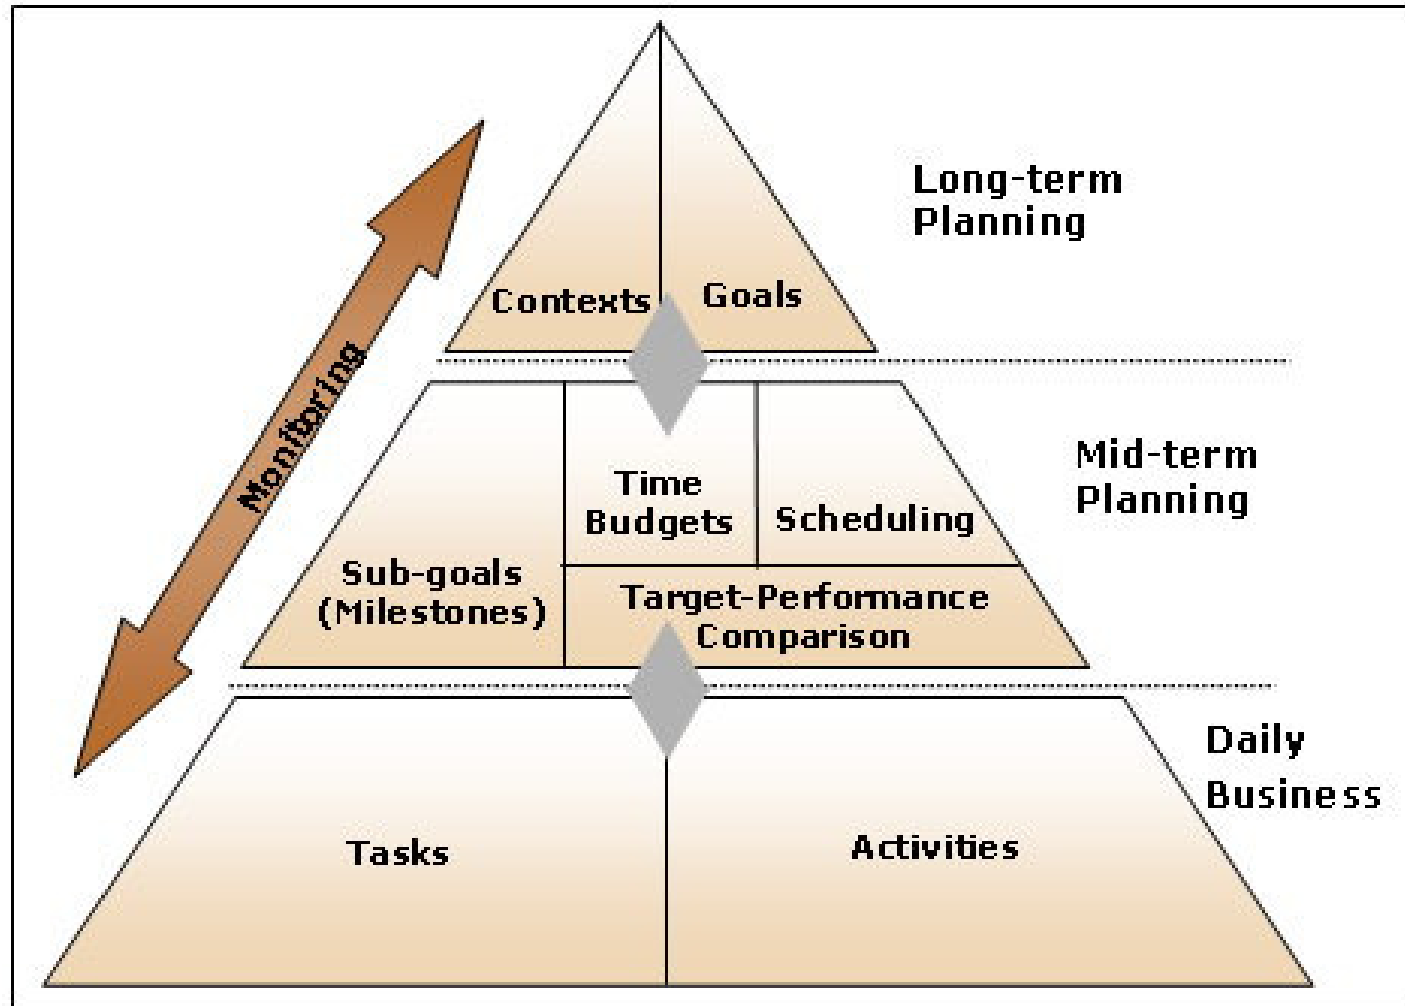 Long-term
Planning
Contexts
Goals
Monitoring
Mid-term
Planning
Time
Budgets
Scheduling
Sub-goals
(Milestones)
Target-Performance
Comparison
Daily
Business
Tasks
Activities